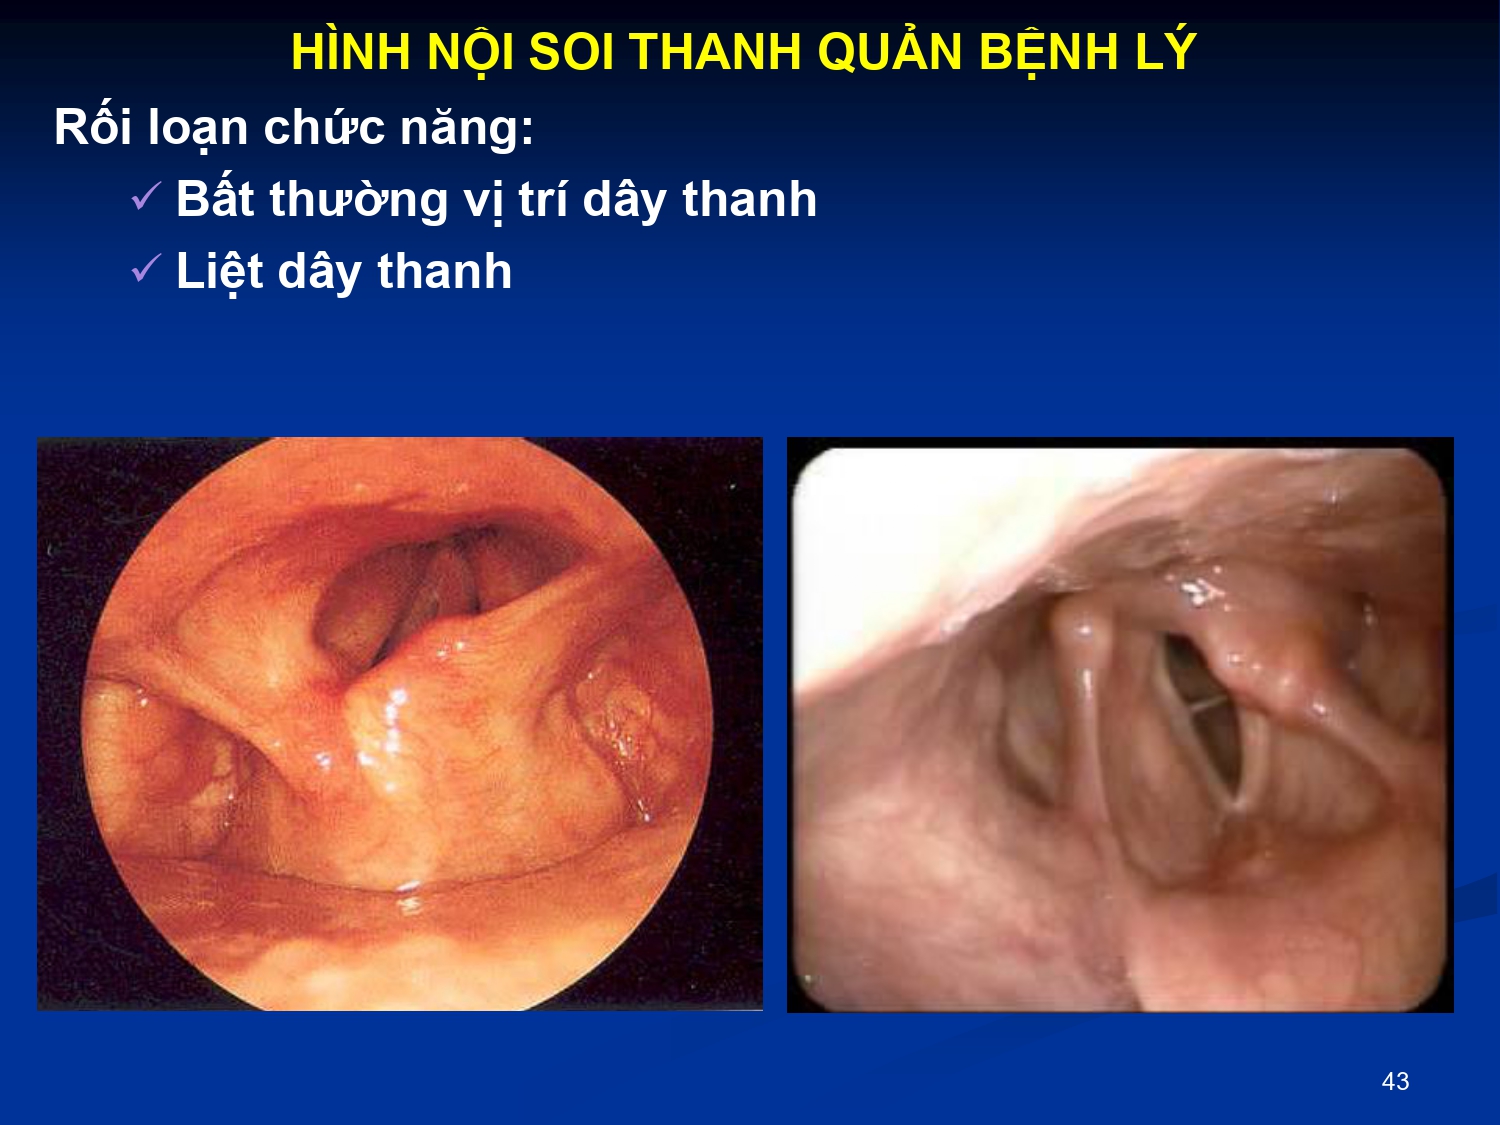 HÌNH NỘI SOI THANH QUẢN BỆNH LÝ
Rối loạn chức năng:
✓ Bất thường vị trí dây thanh
✓ Liệt dây thanh
43